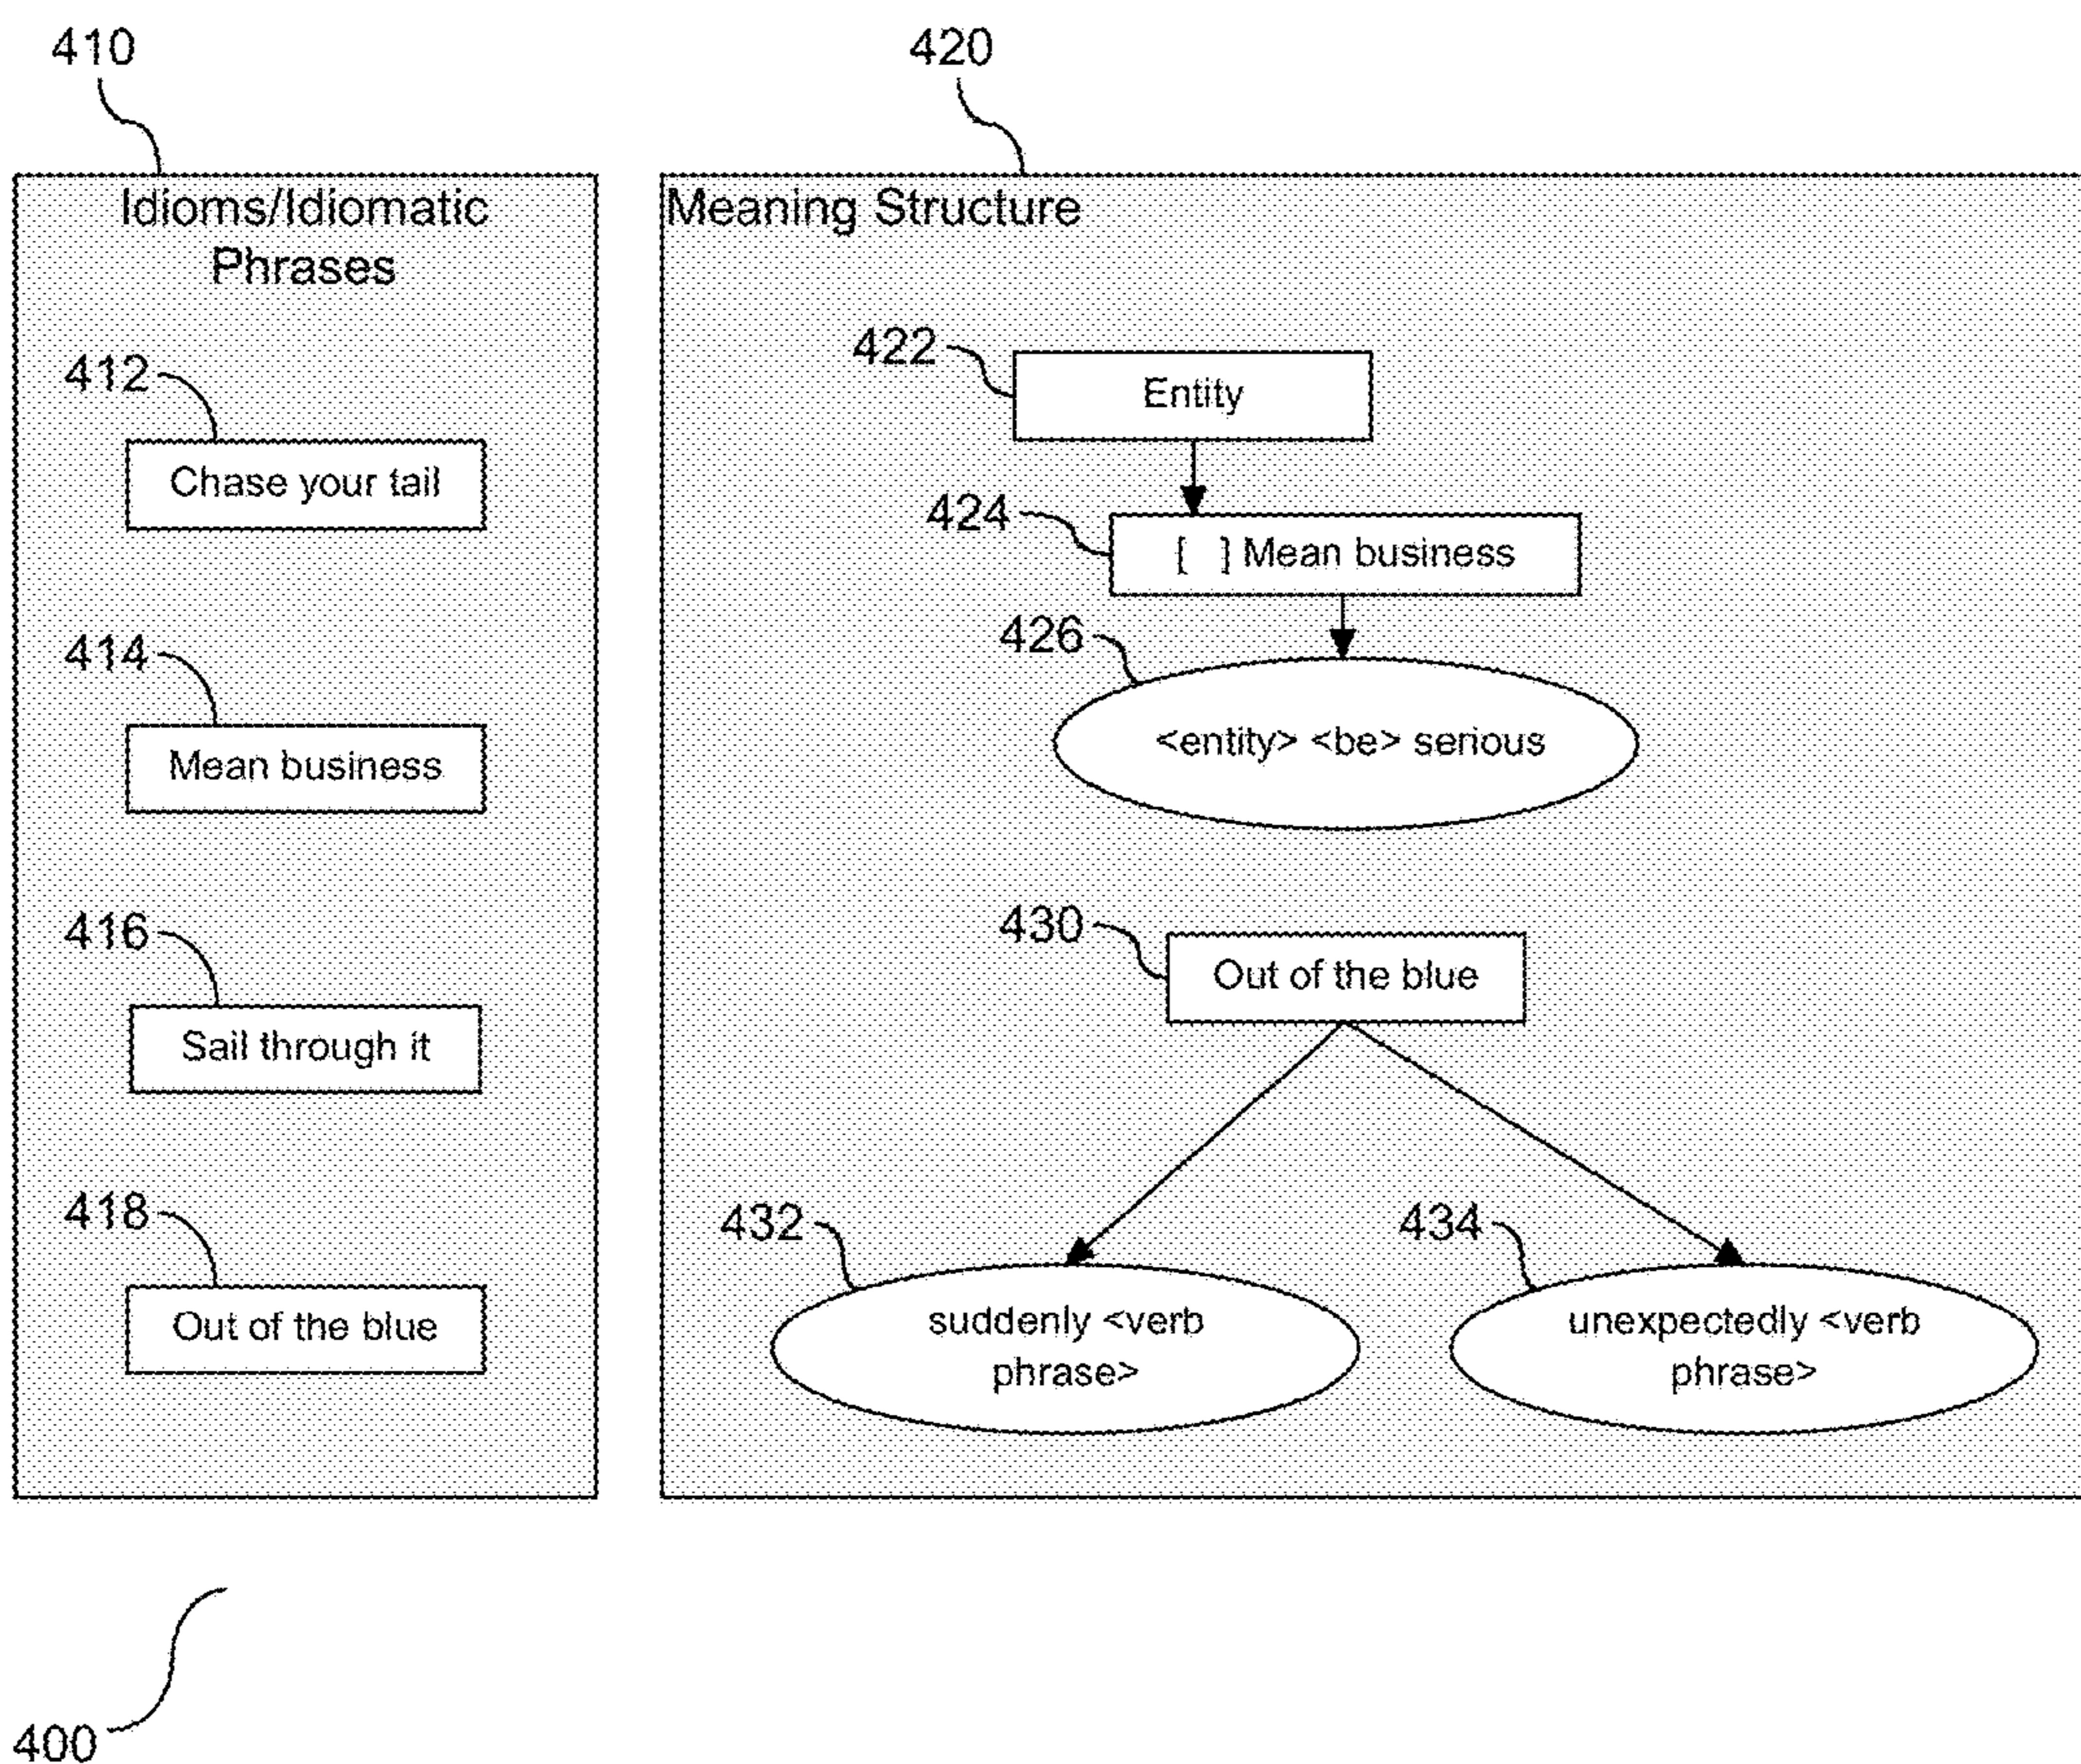 410
420
Idioms/Idiomatic
Phrases
412
Chase your tail
414
Mean business
416
Sail through it
418
Out of the blue
Meaning Structure
422
Entity
424
[ ] Mean business
426
<entity> <be> serious
430
Out of the blue
432
suddenly <verb
phrase>
434
unexpectedly <verb
phrase>
400